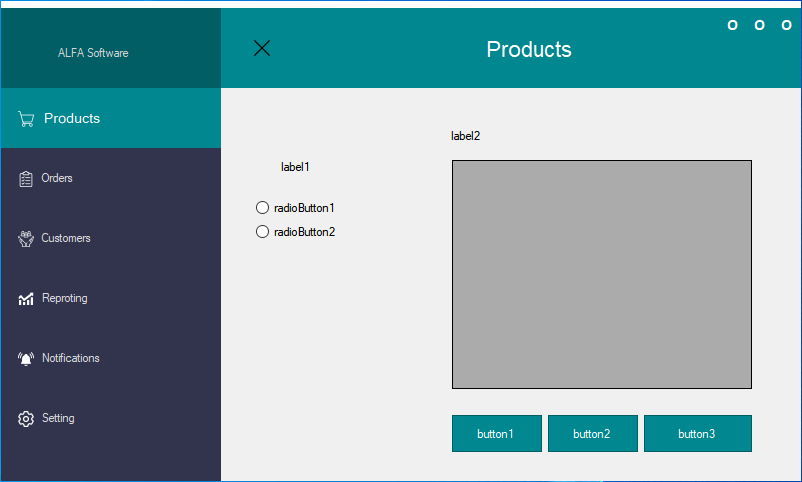 ALFA Software
Products
O O O
Products
Orders
Customers
Reproting
Notifications
Setting
label2
label1
radioButton1
radioButton2
button1
button2
button3